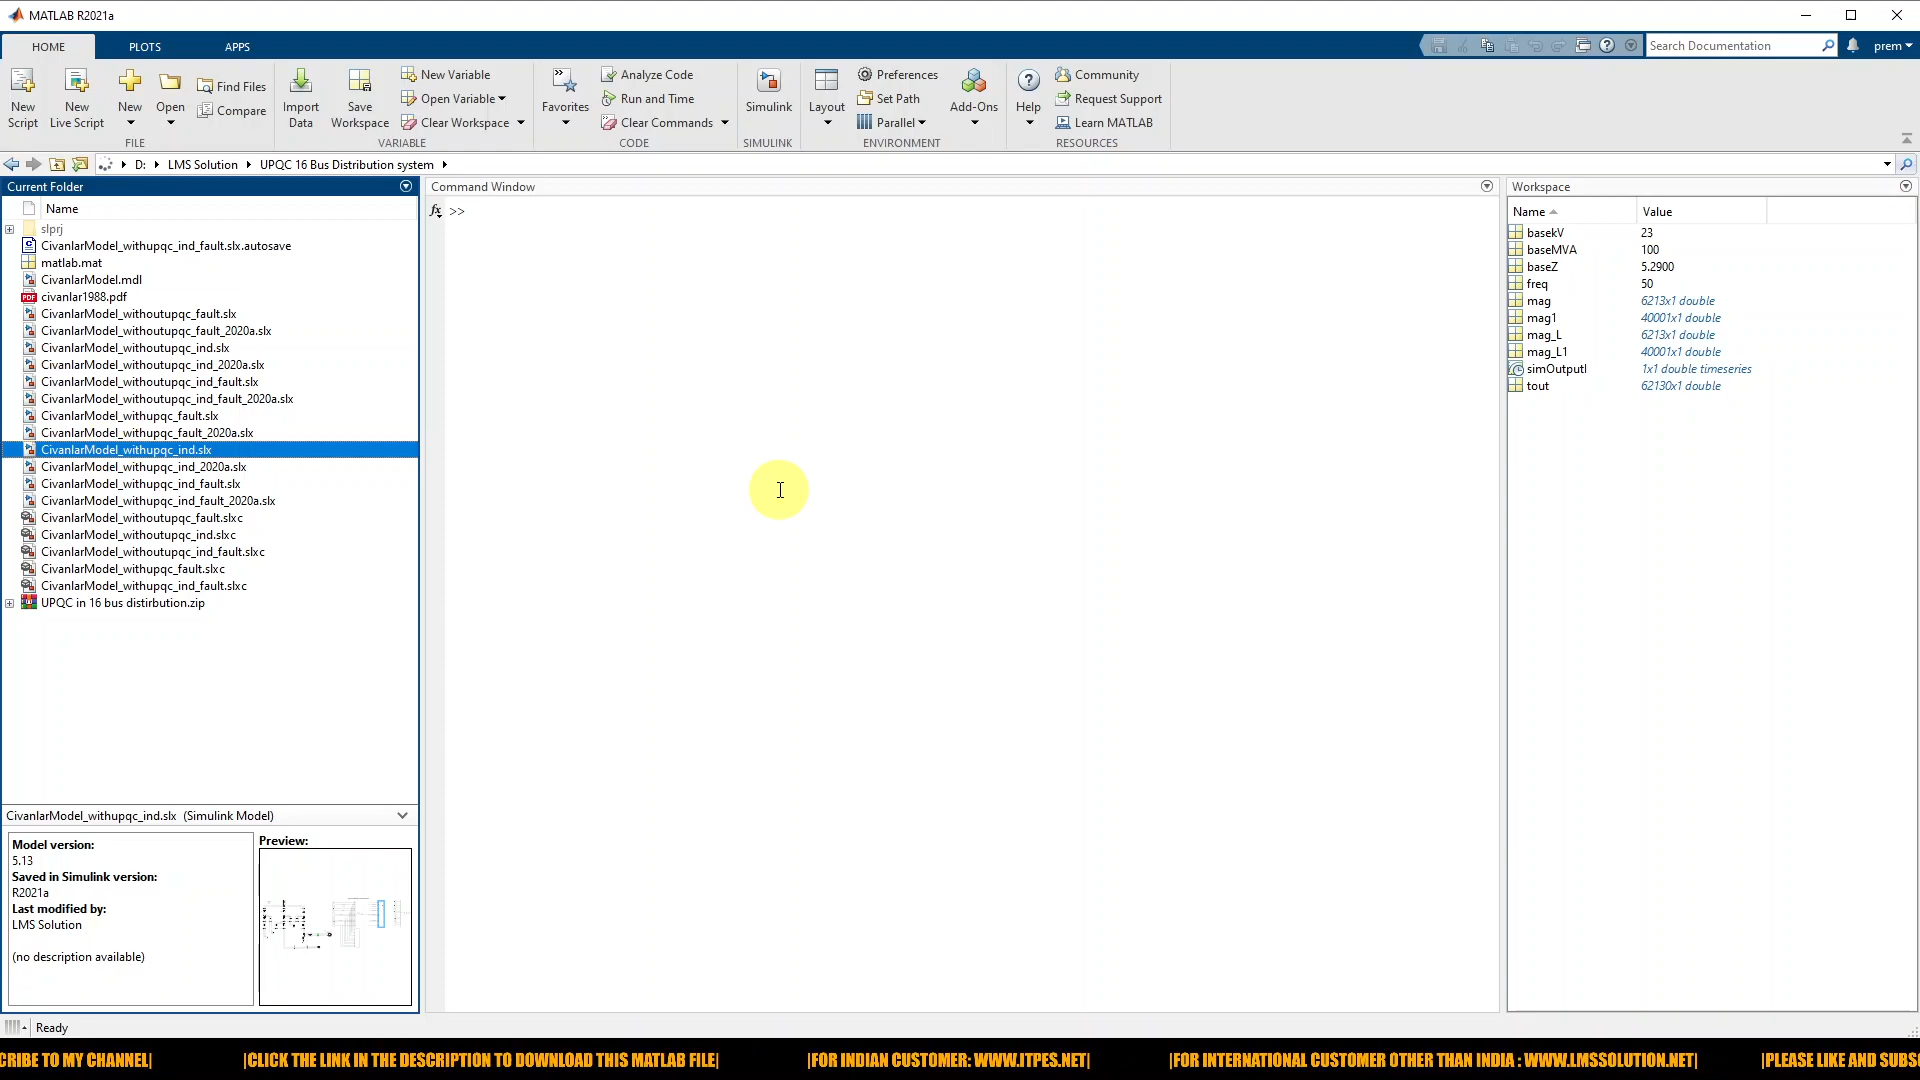 MATLAB R2021a
HOME
PLOTS
APPS
Search Documentation
prem
New Script
New Live Script
New
Open
Find Files
Compare
FILE
Import Data
Save Workspace
New Variable
Open Variable
Clear Workspace
VARIABLE
Favorites
Analyze Code
Run and Time
Clear Commands
CODE
Simulink
SIMULINK
Layout
Preferences
Set Path
Parallel
Add-Ons
ENVIRONMENT
Help
Community
Request Support
Learn MATLAB
RESOURCES
D:
LMS Solution
UPQC 16 Bus Distribution system
Current Folder
Name
slprj
CivanlarModel_withupqc_ind_fault.slx.autosave
matlab.mat
CivanlarModel.mdl
civanlar1988.pdf
CivanlarModel_withoutupqc_fault.slx
CivanlarModel_withoutupqc_fault_2020a.slx
CivanlarModel_withoutupqc_ind.slx
CivanlarModel_withoutupqc_ind_2020a.slx
CivanlarModel_withoutupqc_ind_fault.slx
CivanlarModel_withoutupqc_ind_fault_2020a.slx
CivanlarModel_withupqc_fault.slx
CivanlarModel_withupqc_fault_2020a.slx
CivanlarModel_withupqc_ind.slx
CivanlarModel_withupqc_ind_2020a.slx
CivanlarModel_withupqc_ind_fault.slx
CivanlarModel_withupqc_ind_fault_2020a.slx
CivanlarModel_withoutupqc_fault.slxc
CivanlarModel_withoutupqc_ind.slxc
CivanlarModel_withoutupqc_ind_fault.slxc
CivanlarModel_withupqc_fault.slxc
CivanlarModel_withupqc_ind_fault.slxc
UPQC in 16 bus distirbution.zip
CivanlarModel_withupqc_ind.slx (Simulink Model)
Model version:
5.13
Saved in Simulink version:
R2021a
Last modified by:
LMS Solution
(no description available)
Preview:
Command Window
fx >>
Workspace
Name Value
basekV 23
baseMVA 100
baseZ 5.2900
freq 50
mag 6213x1 double
mag1 40001x1 double
mag_L 6213x1 double
mag_L1 40001x1 double
simOutputI 1x1 double timeseries
tout 62130x1 double
Ready
CRIBE TO MY CHANNEL| |CLICK THE LINK IN THE DESCRIPTION TO DOWNLOAD THIS MATLAB FILE| |FOR INDIAN CUSTOMER: WWW.ITPES.NET| |FOR INTERNATIONAL CUSTOMER OTHER THAN INDIA : WWW.LMSSOLUTION.NET| |PLEASE LIKE AND SUBS